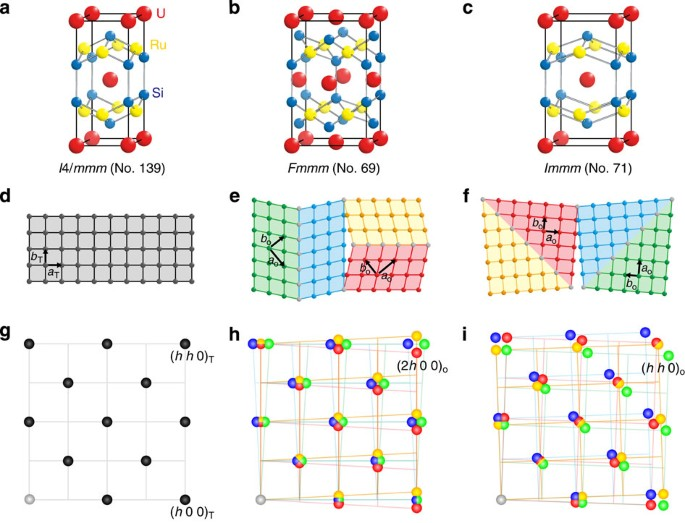 a
b
c
U
Ru
Si
I4/mmm (No. 139)
Fmmm (No. 69)
Immm (No. 71)
d
e
f
bT
aT
bo
ao
bo
ao
bo
ao
bo
ao
g
h
i
(h h 0)T
(2h 0 0)o
(h h 0)o
(h 0 0)T